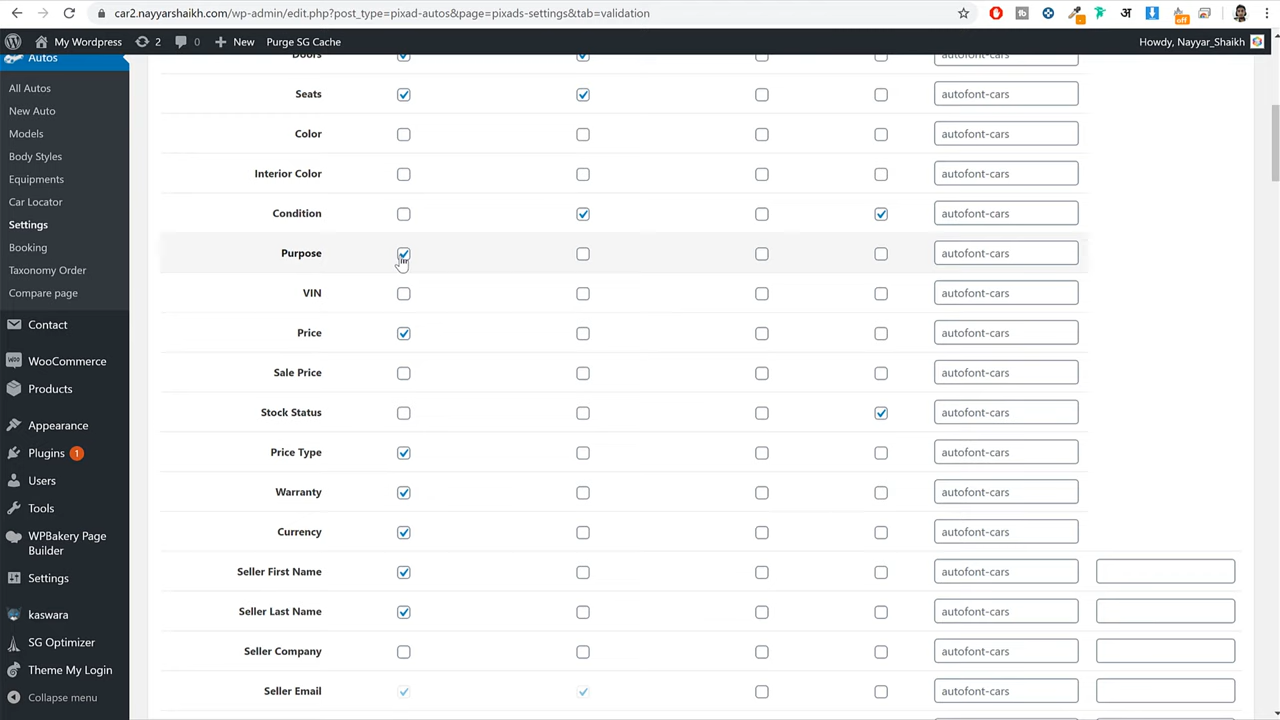 car2.nayyarshaikh.com/wp-admin/edit.php?post_type=pixad-autos&page=pixads-settings&tab=validation
अ
off
My Wordpress 2 0 + New Purge SG Cache Howdy, Nayyar_Shaikh
Autos
All Autos
New Auto
Models
Body Styles
Equipments
Car Locator
Settings
Booking
Taxonomy Order
Compare page
Contact
WooCommerce
Products
Appearance
Plugins 1
Users
Tools
WPBakery Page
Builder
Settings
kaswara
SG Optimizer
Theme My Login
Collapse menu
Doors
Seats autofont-cars
Color autofont-cars
Interior Color autofont-cars
Condition autofont-cars
Purpose autofont-cars
VIN autofont-cars
Price autofont-cars
Sale Price autofont-cars
Stock Status autofont-cars
Price Type autofont-cars
Warranty autofont-cars
Currency autofont-cars
Seller First Name autofont-cars
Seller Last Name autofont-cars
Seller Company autofont-cars
Seller Email autofont-cars